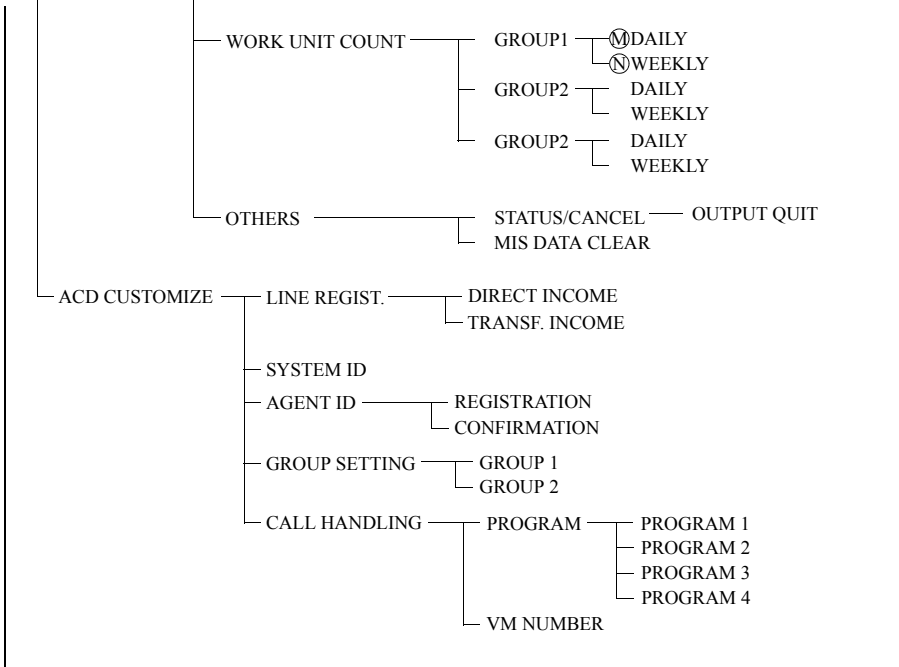 WORK UNIT COUNT GROUP1 Ⓜ DAILY
Ⓝ WEEKLY
GROUP2 DAILY
WEEKLY
GROUP2 DAILY
WEEKLY
OTHERS STATUS/CANCEL OUTPUT QUIT
MIS DATA CLEAR
ACD CUSTOMIZE LINE REGIST. DIRECT INCOME
TRANSF. INCOME
SYSTEM ID
AGENT ID REGISTRATION
CONFIRMATION
GROUP SETTING GROUP 1
GROUP 2
CALL HANDLING PROGRAM PROGRAM 1
PROGRAM 2
PROGRAM 3
PROGRAM 4
VM NUMBER